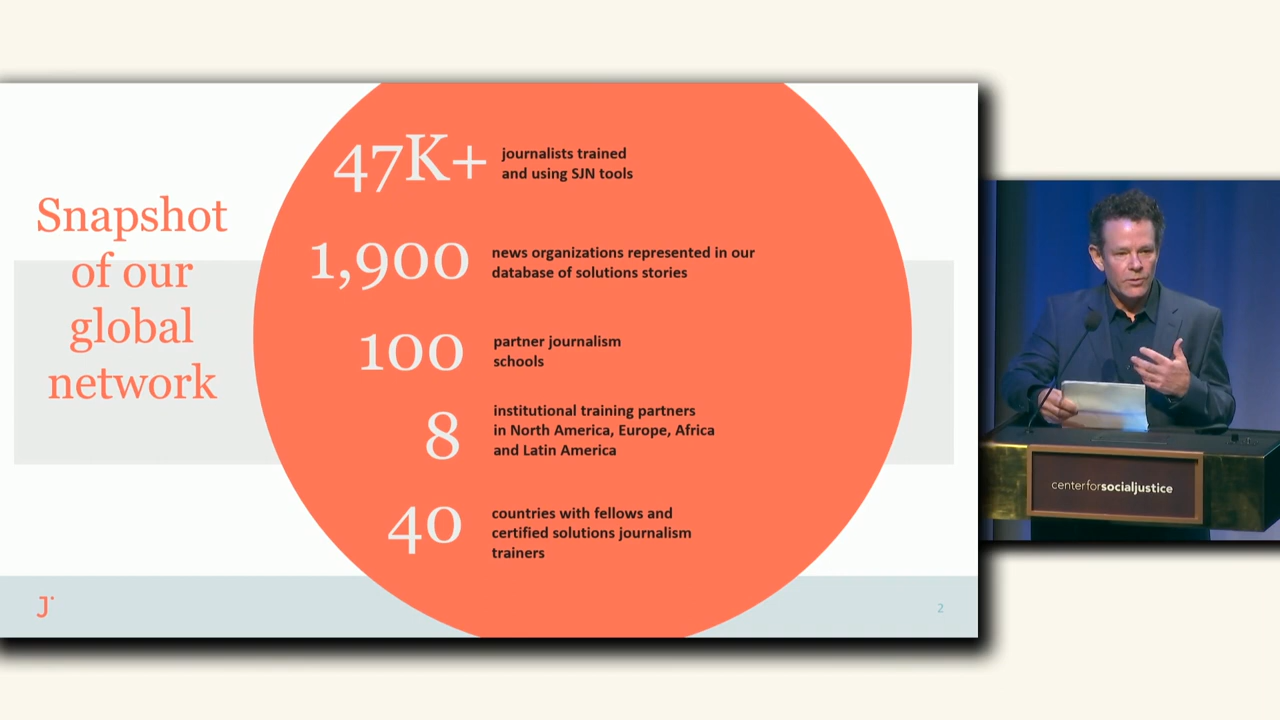 Snapshot
of our
global
network
47K+
journalists trained
and using SJN tools
1,900
news organizations represented in our
database of solutions stories
100
partner journalism
schools
8
institutional training partners
in North America, Europe, Africa
and Latin America
40
countries with fellows and
certified solutions journalism
trainers
J
2
centerforsocialjustice